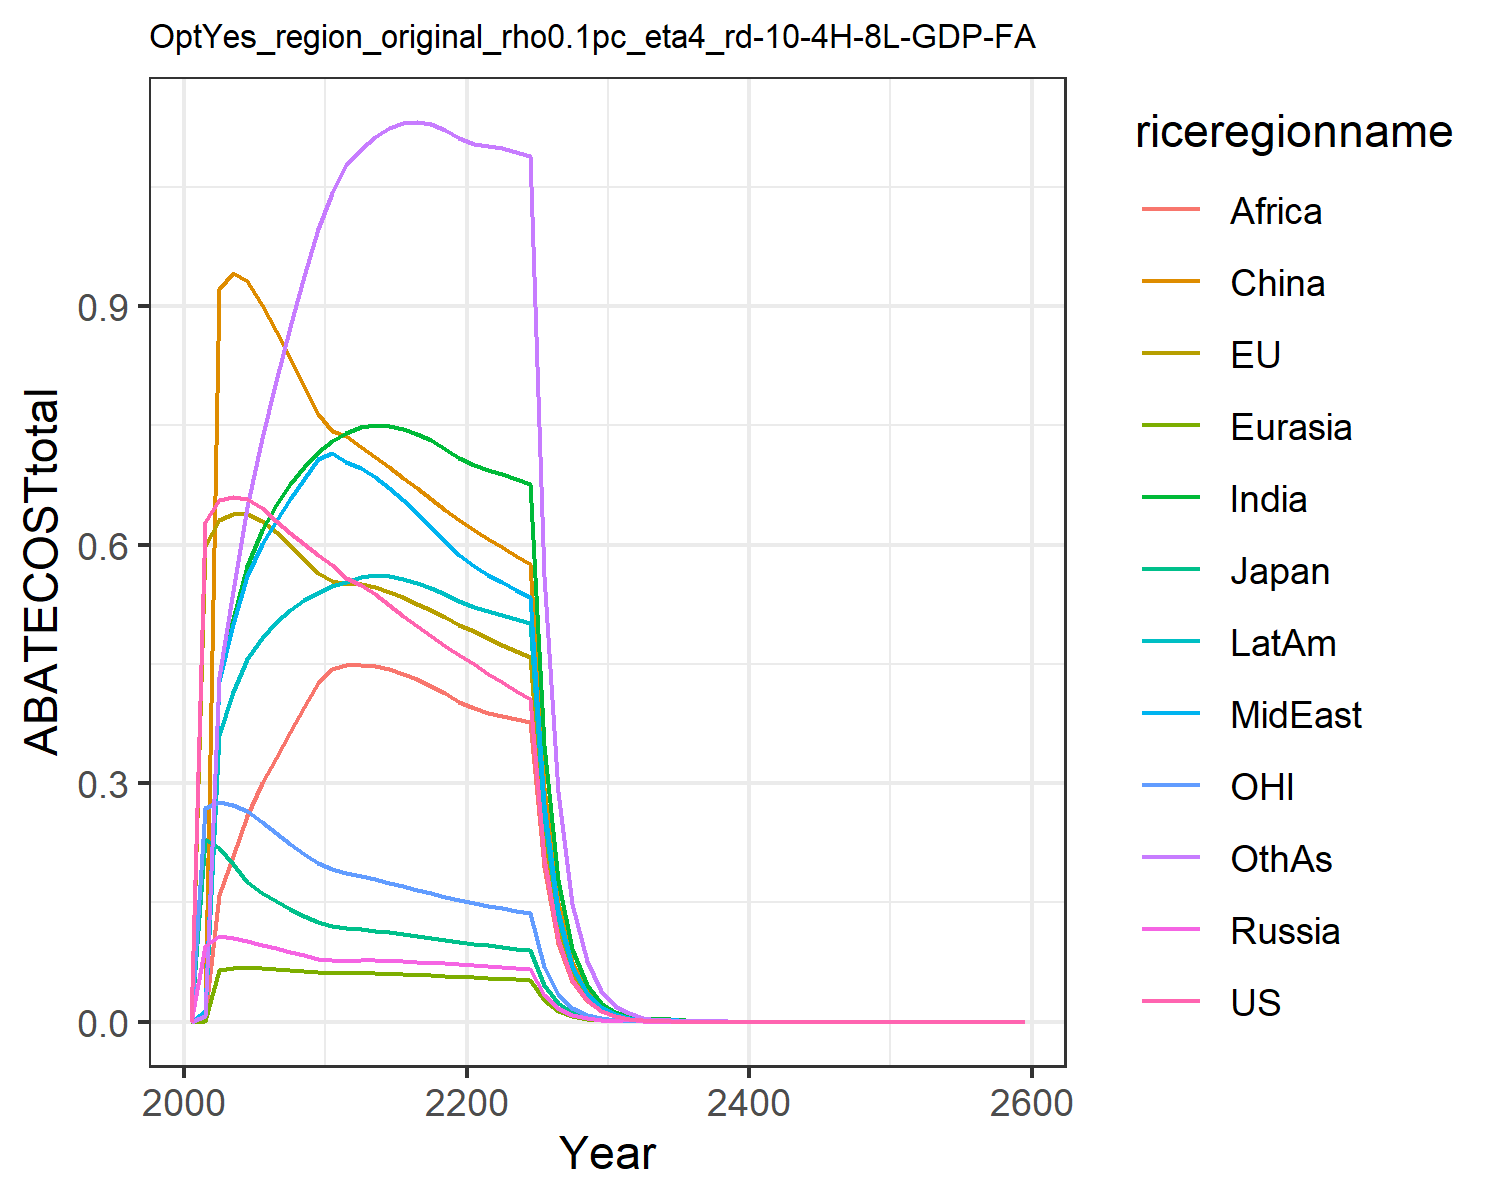 OptYes_region_original_rho0.1pc_eta4_rd-10-4H-8L-GDP-FA
ABATECOSTtotal
0.9
0.6
0.3
0.0
2000
2200
2400
2600
Year
riceregionname
Africa
China
EU
Eurasia
India
Japan
LatAm
MidEast
OHI
OthAs
Russia
US